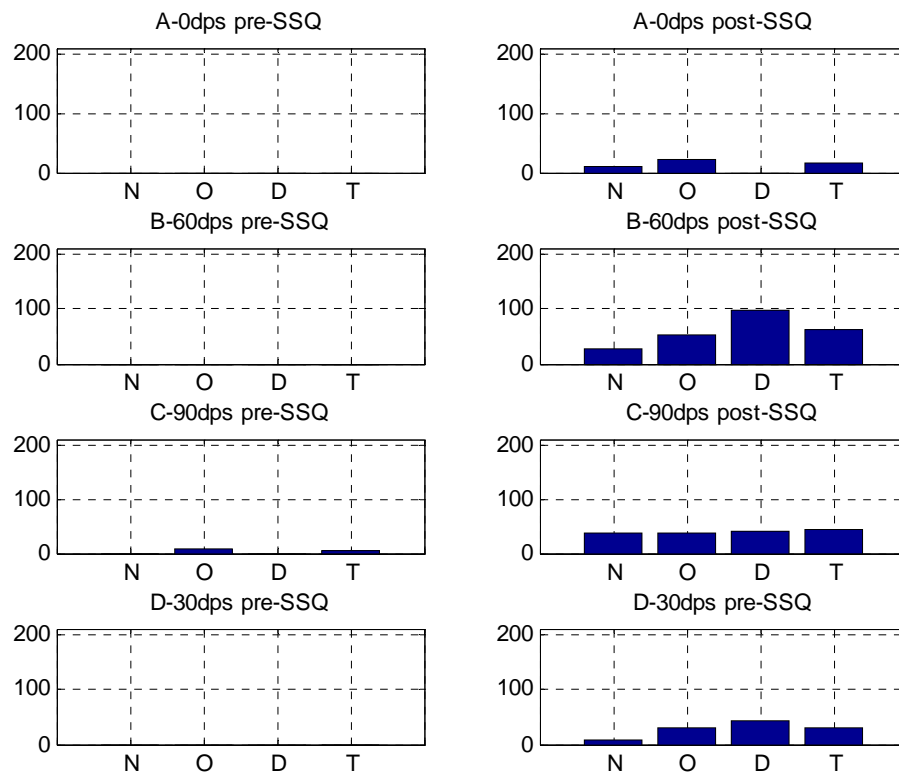 A-0dps pre-SSQ
200
100
0
N O D T
A-0dps post-SSQ
200
100
0
N O D T
B-60dps pre-SSQ
200
100
0
N O D T
B-60dps post-SSQ
200
100
0
N O D T
C-90dps pre-SSQ
200
100
0
N O D T
C-90dps post-SSQ
200
100
0
N O D T
D-30dps pre-SSQ
200
100
0
N O D T
D-30dps pre-SSQ
200
100
0
N O D T